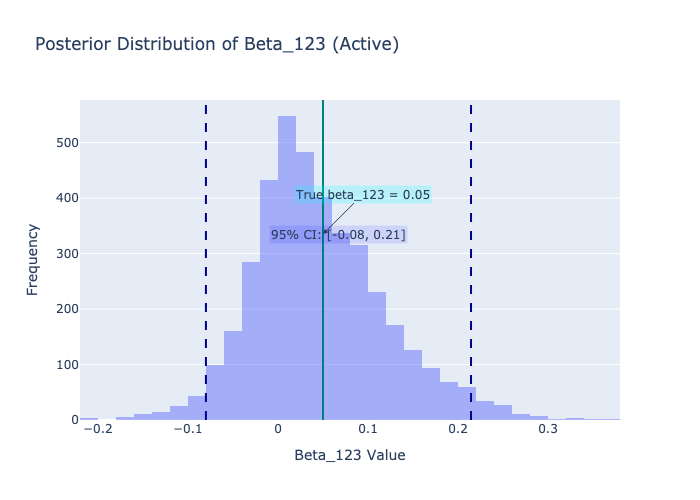 Posterior Distribution of Beta_123 (Active)
500
400
True beta_123 = 0.05
95% CI: [-0.08, 0.21]
300
200
100
0
Frequency
−0.2
−0.1
0
0.1
0.2
0.3
Beta_123 Value